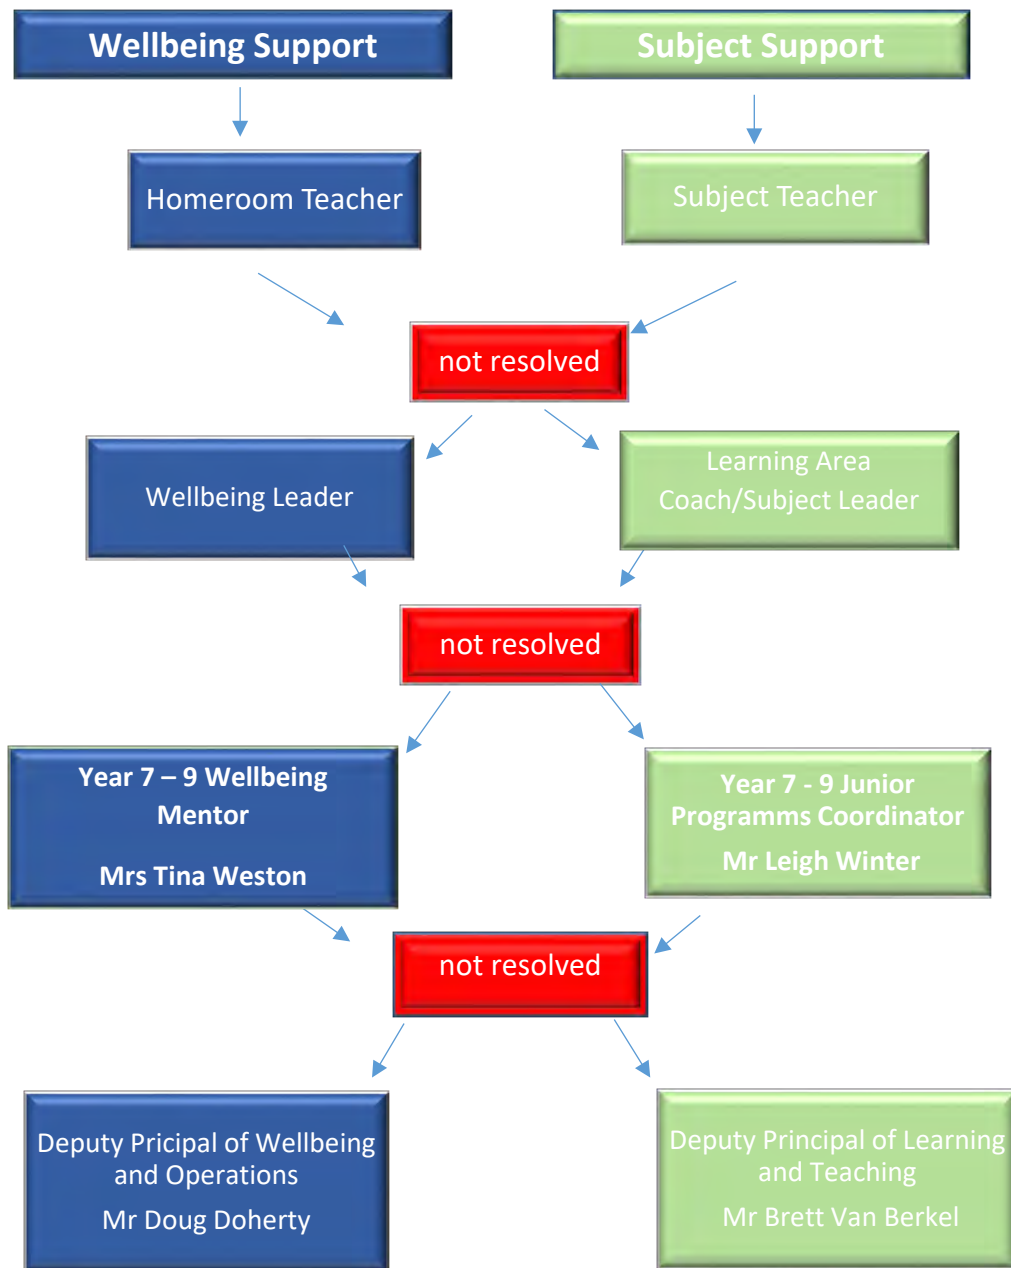 Wellbeing Support
Subject Support
Homeroom Teacher
Subject Teacher
not resolved
Wellbeing Leader
Learning Area
Coach/Subject Leader
not resolved
Year 7 – 9 Wellbeing
Mentor
Mrs Tina Weston
Year 7 - 9 Junior
Programms Coordinator
Mr Leigh Winter
not resolved
Deputy Pricipal of Wellbeing
and Operations
Mr Doug Doherty
Deputy Principal of Learning
and Teaching
Mr Brett Van Berkel